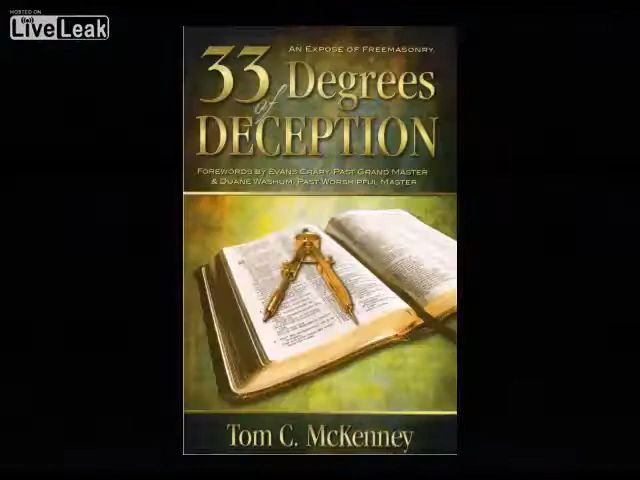 HOSTED ON
LiveLeak
AN EXPOSE OF FREEMASONRY
33 Degrees
of
DECEPTION
FOREWORDS BY EVANS CRARY, PAST GRAND MASTER
& DUANE WASHUM, PAST WORSHIPFUL MASTER
Tom C. McKenney